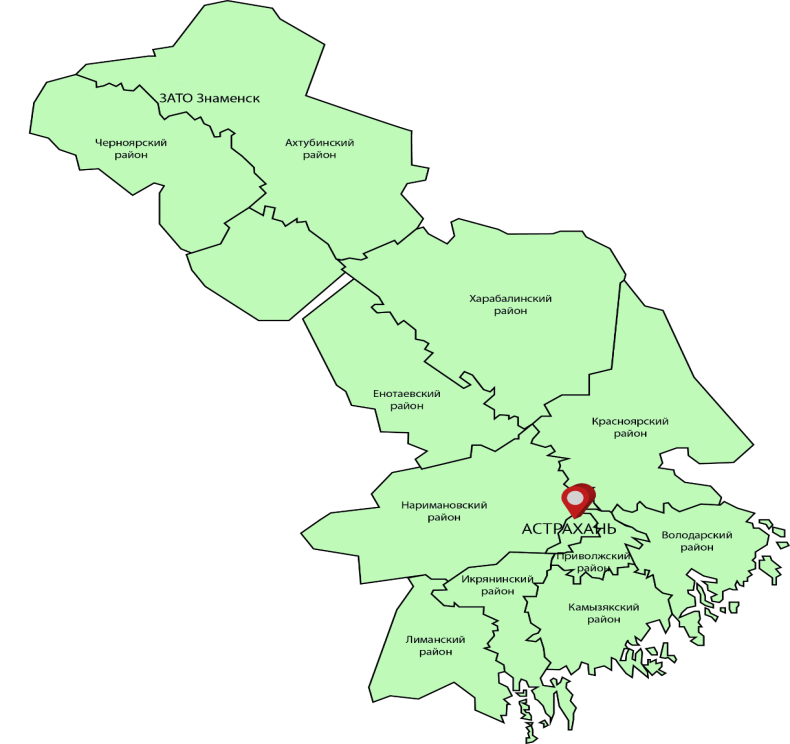 ЗАТО Знаменск
Черноярский
район
Ахтубинский
район
Харабалинский
район
Енотаевский
район
Красноярский
район
Наримановский
район
АСТРАХАНЬ
Володарский
район
Приволжский
район
Икрянинский
район
Камызякский
район
Лиманский
район